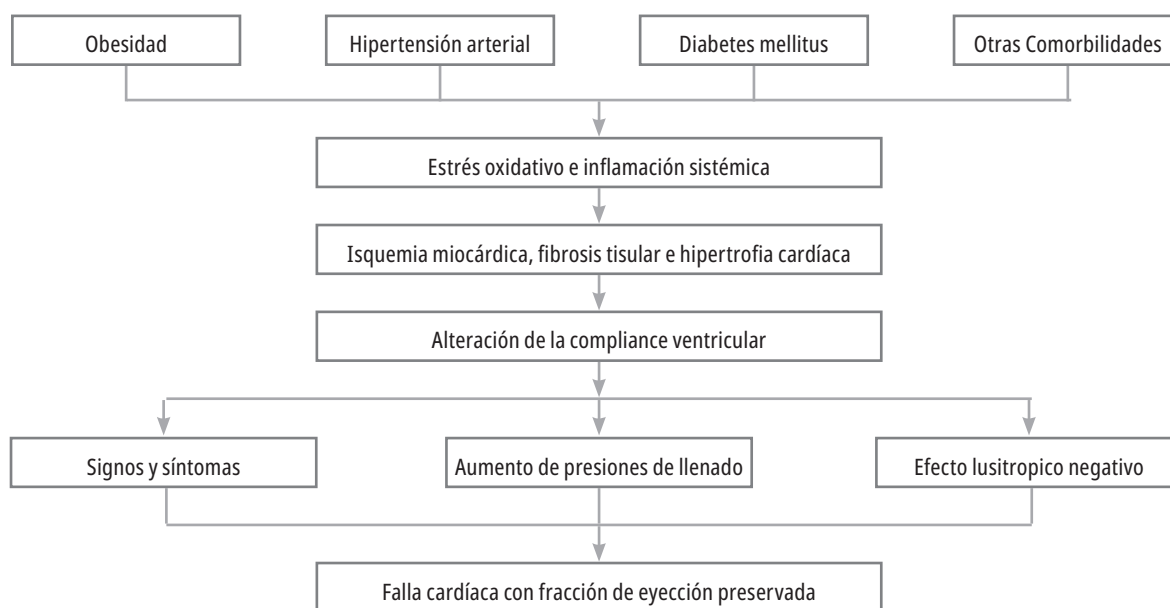 Obesidad
Hipertensión arterial
Diabetes mellitus
Otras Comorbilidades
Estrés oxidativo e inflamación sistémica
Isquemia miocárdica, fibrosis tisular e hipertrofia cardíaca
Alteración de la compliance ventricular
Signos y síntomas
Aumento de presiones de llenado
Efecto lusitropico negativo
Falla cardíaca con fracción de eyección preservada